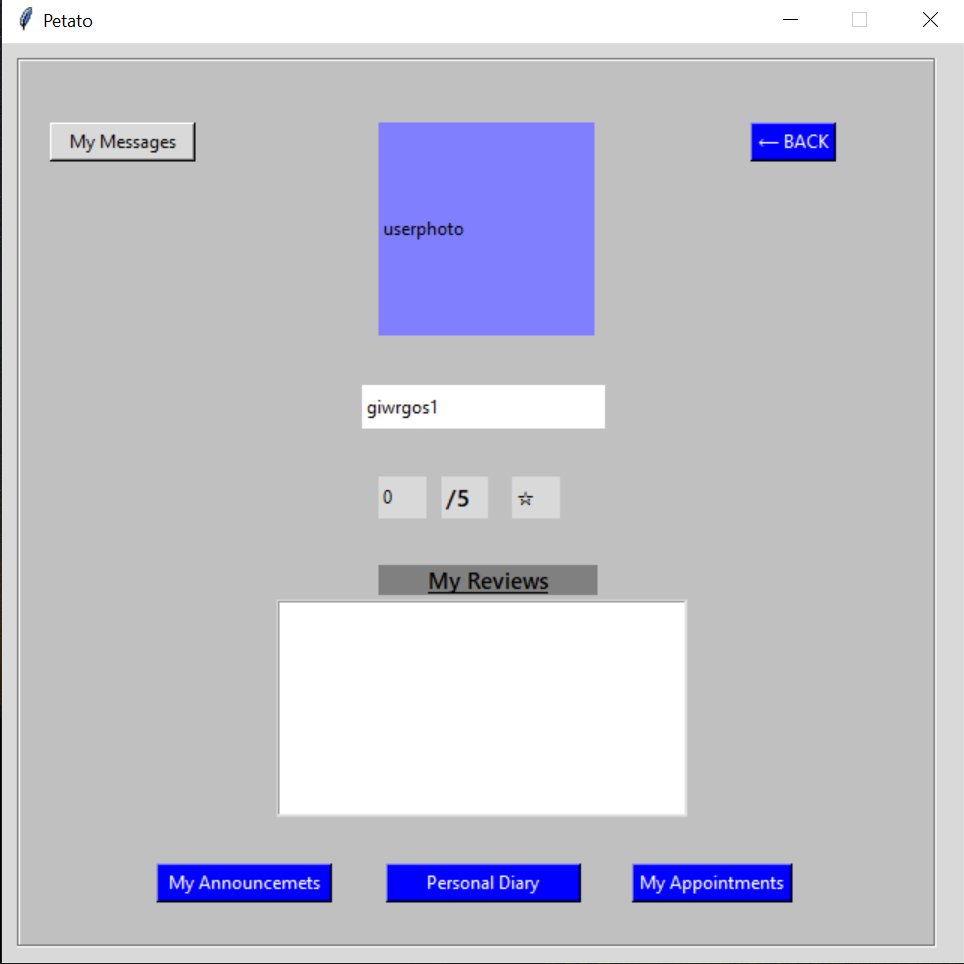 Petato
My Messages
← BACK
userphoto
giwrgos1
0 /5 ☆
My Reviews
My Announcemets
Personal Diary
My Appointments